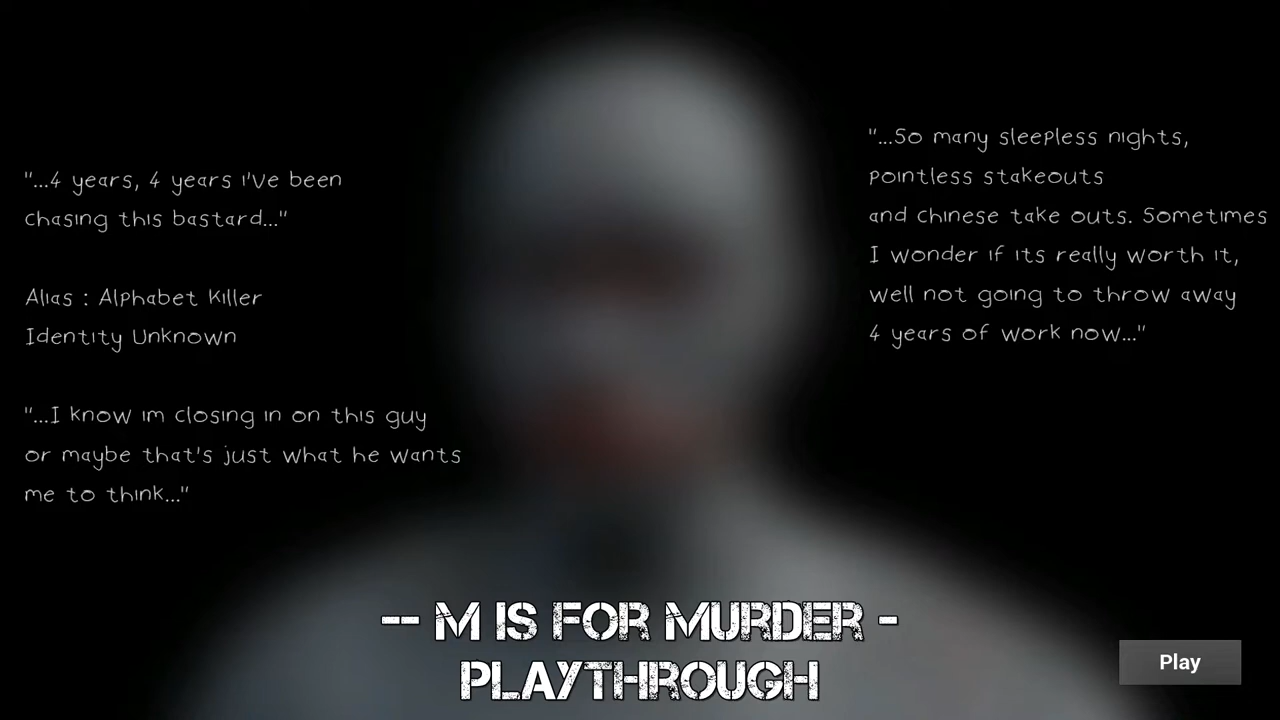 "...4 years, 4 years i've been
chasing this bastard..."
Alias : Alphabet Killer
Identity Unknown
"...I know im closing in on this guy
or maybe that's just what he wants
me to think..."
"...So many sleepless nights,
pointless stakeouts
and chinese take outs. Sometimes
I wonder if its really worth it,
well not going to throw away
4 years of work now..."
-- M IS FOR MURDER -
PLAYTHROUGH
Play